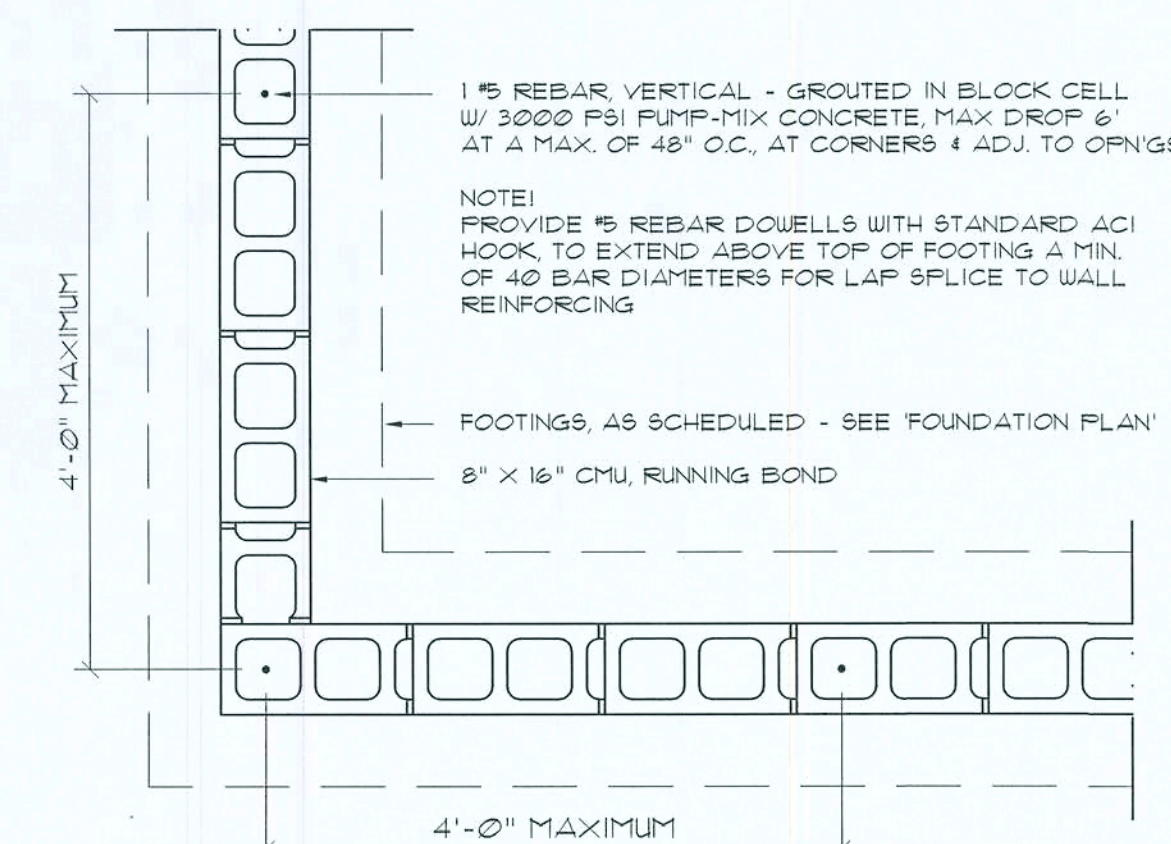 1 #5 REBAR, VERTICAL - GROUTED IN BLOCK CELL
W/ 3000 PSI PUMP-MIX CONCRETE, MAX DROP 6'
AT A MAX. OF 48" O.C., AT CORNERS & ADJ. TO OPN'GS
NOTE!
PROVIDE #5 REBAR DOWELLS WITH STANDARD ACI
HOOK, TO EXTEND ABOVE TOP OF FOOTING A MIN.
OF 40 BAR DIAMETERS FOR LAP SPLICE TO WALL
REINFORCING
4'-0" MAXIMUM
FOOTINGS, AS SCHEDULED - SEE 'FOUNDATION PLAN'
8" X 16" CMU, RUNNING BOND
4'-0" MAXIMUM